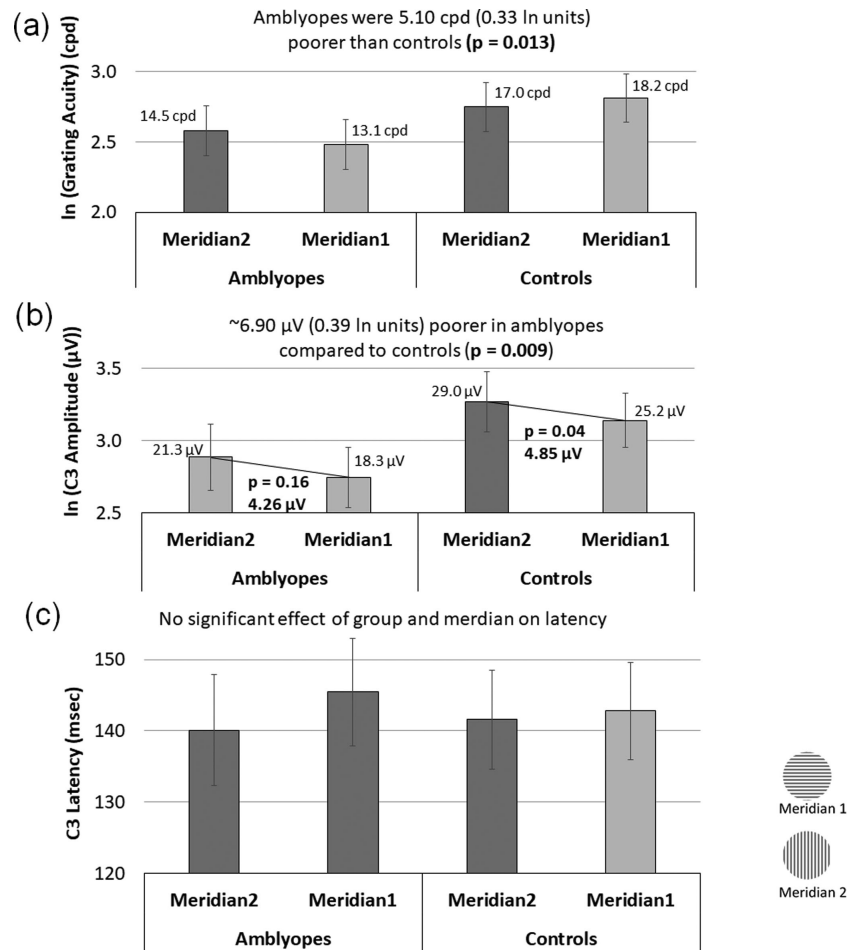 (a)
Amblyopes were 5.10 cpd (0.33 ln units)
poorer than controls (p = 0.013)
ln (Grating Acuity) (cpd)
3.0
2.5
2.0
14.5 cpd
13.1 cpd
17.0 cpd
18.2 cpd
Meridian2 Meridian1 Meridian2 Meridian1
Amblyopes Controls
(b)
~6.90 μV (0.39 ln units) poorer in amblyopes
compared to controls (p = 0.009)
ln (C3 Amplitude (μV))
3.5
3.0
2.5
21.3 μV
18.3 μV
p = 0.16
4.26 μV
29.0 μV
25.2 μV
p = 0.04
4.85 μV
Meridian2 Meridian1 Meridian2 Meridian1
Amblyopes Controls
(c)
No significant effect of group and merdian on latency
C3 Latency (msec)
150
140
130
120
Meridian2 Meridian1 Meridian2 Meridian1
Amblyopes Controls
Meridian 1
Meridian 2